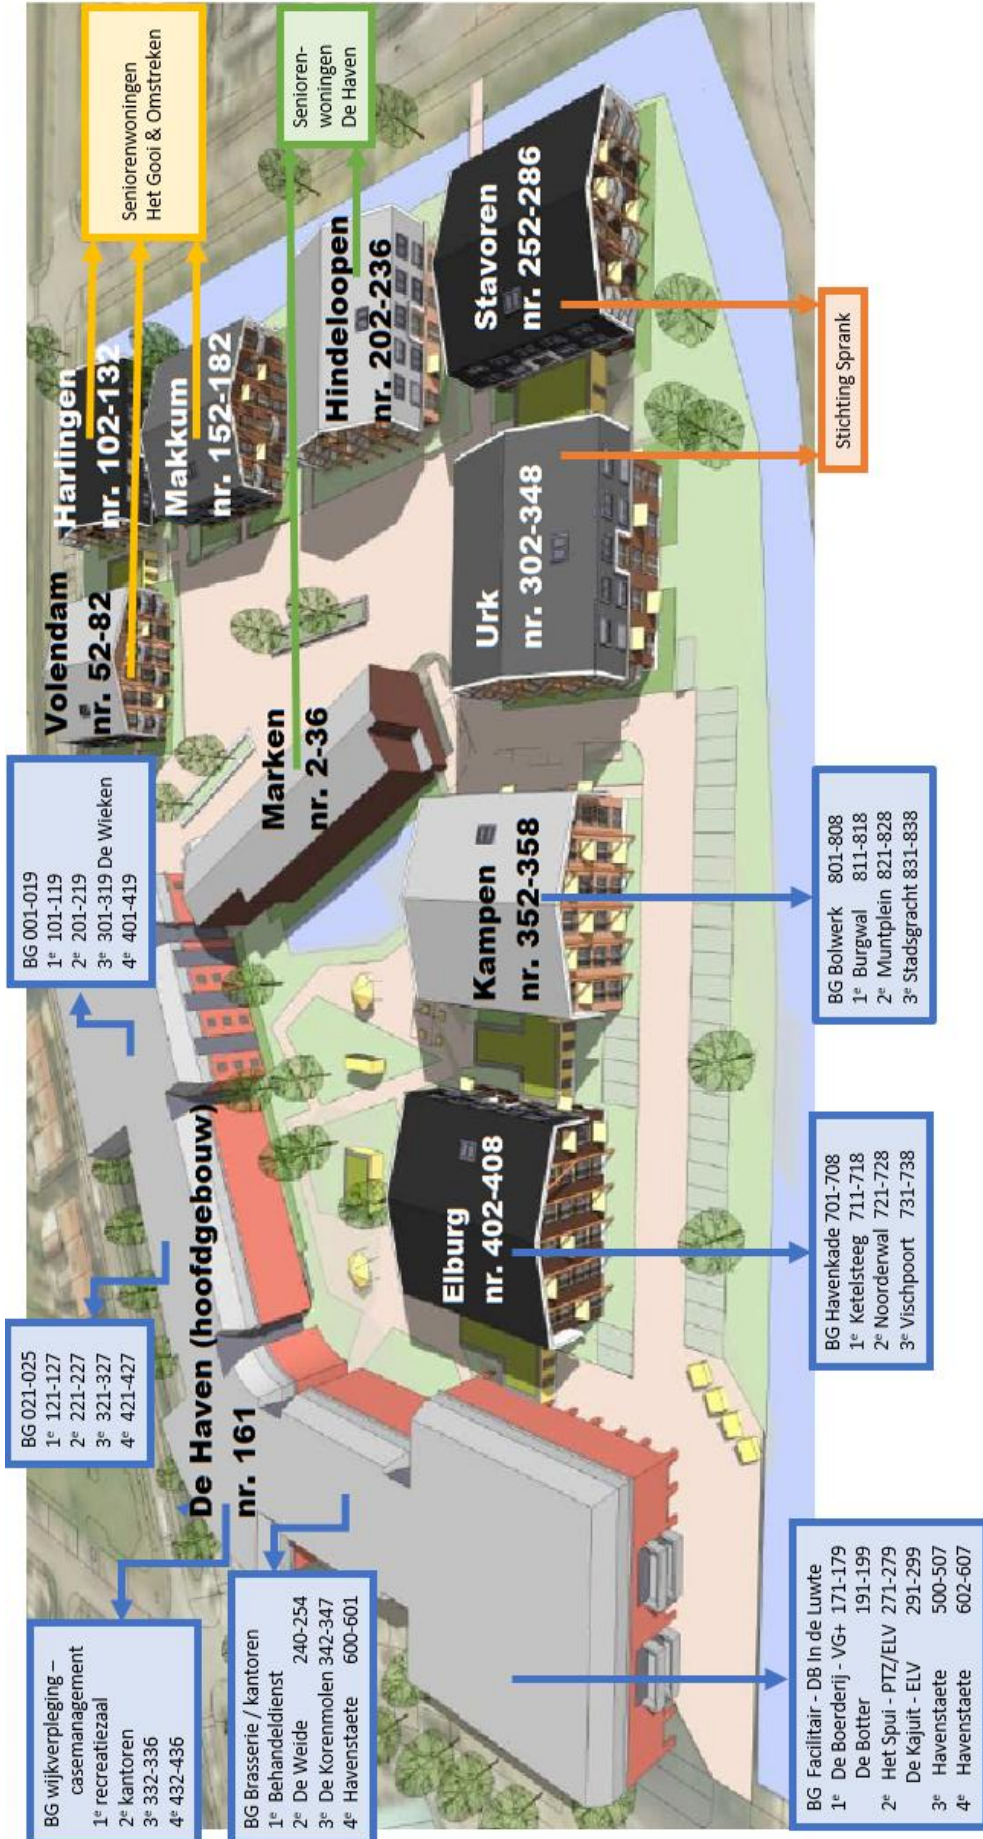 BG wijkverpleging –
casemanagement
1e recreatiezaal
2e kantoren
3e 332-336
4e 432-436
BG 021-025
1e 121-127
2e 221-227
3e 321-327
4e 421-427
BG 001-019
1e 101-119
2e 201-219
3e 301-319 De Wieken
4e 401-419
Seniorenwoningen
Het Gooi & Omstreken
Senioren-
woningen
De Haven
BG Brasserie / kantoren
1e Behandeldienst
2e De Weide 240-254
3e De Korenmolen 342-347
4e Havenstaete 600-601
De Haven (hoofdgebouw)
nr. 161
Volendam
nr. 52-82
Harlingen
nr. 102-132
Makkum
nr. 152-182
Marken
nr. 2-36
Hindeloopen
nr. 202-236
Elburg
nr. 402-408
Kampen
nr. 352-358
Urk
nr. 302-348
Stavoren
nr. 252-286
BG Facilitair - DB In de Luwte
1e De Boerderij - VG+ 171-179
De Botter 191-199
2e Het Spui - PTZ/ELV 271-279
De Kajuit - ELV 291-299
3e Havenstaete 500-507
4e Havenstaete 602-607
BG Havenkade 701-708
1e Ketelsteeg 711-718
2e Noorderwal 721-728
3e Vischpoort 731-738
BG Bolwerk 801-808
1e Burgwal 811-818
2e Muntplein 821-828
3e Stadsgracht 831-838
Stichting Sprank